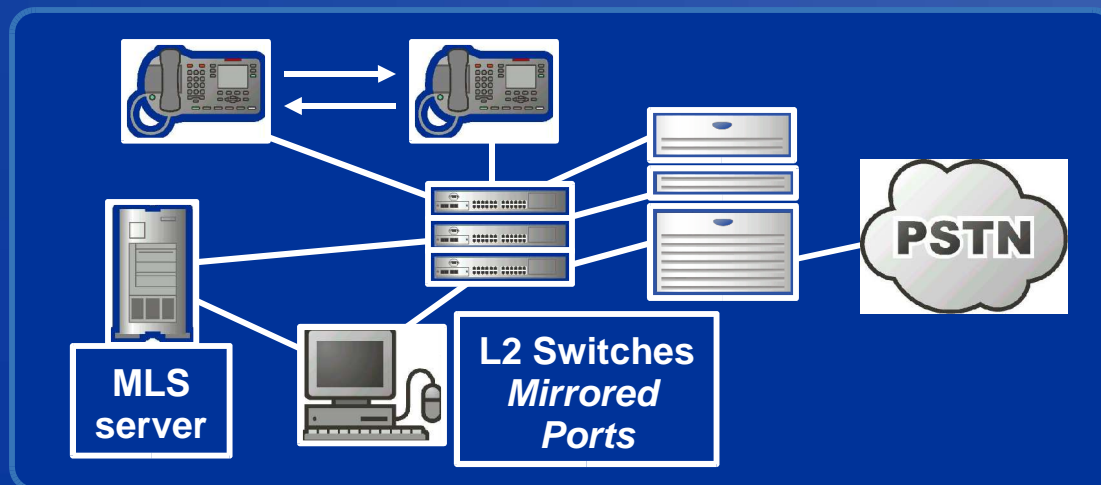 PSTN
MLS
server
L2 Switches
Mirrored
Ports